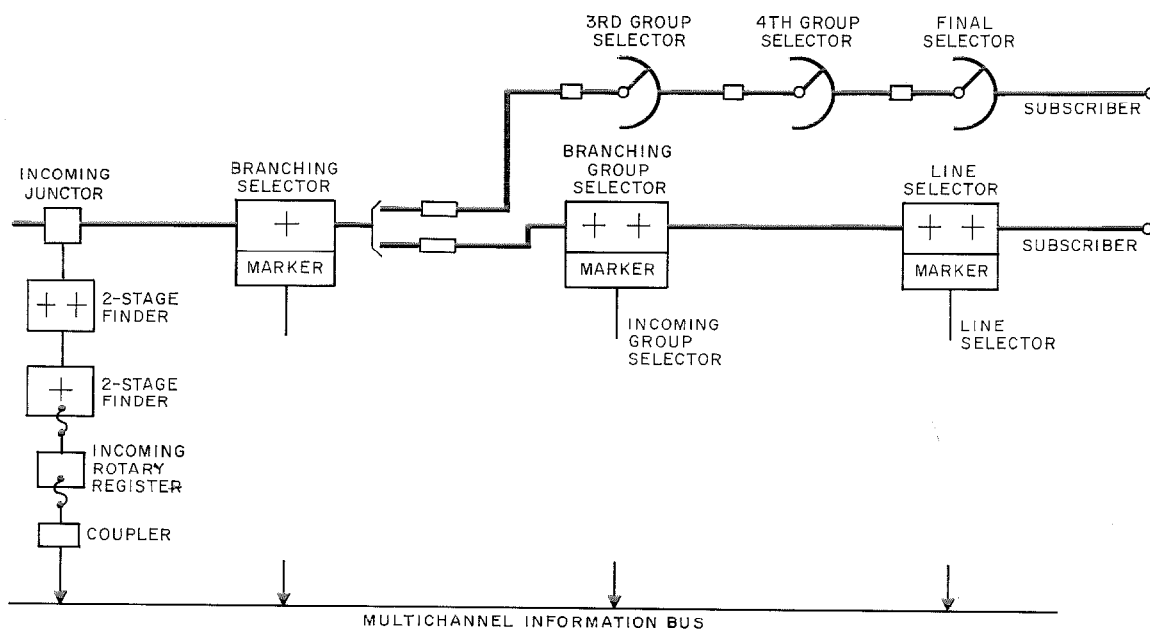 3RD GROUP
SELECTOR
4TH GROUP
SELECTOR
FINAL
SELECTOR
SUBSCRIBER
INCOMING
JUNCTOR
BRANCHING
SELECTOR
MARKER
BRANCHING
GROUP
SELECTOR
MARKER
LINE
SELECTOR
MARKER
SUBSCRIBER
2-STAGE
FINDER
INCOMING
GROUP
SELECTOR
LINE
SELECTOR
2-STAGE
FINDER
INCOMING
ROTARY
REGISTER
COUPLER
MULTICHANNEL INFORMATION BUS